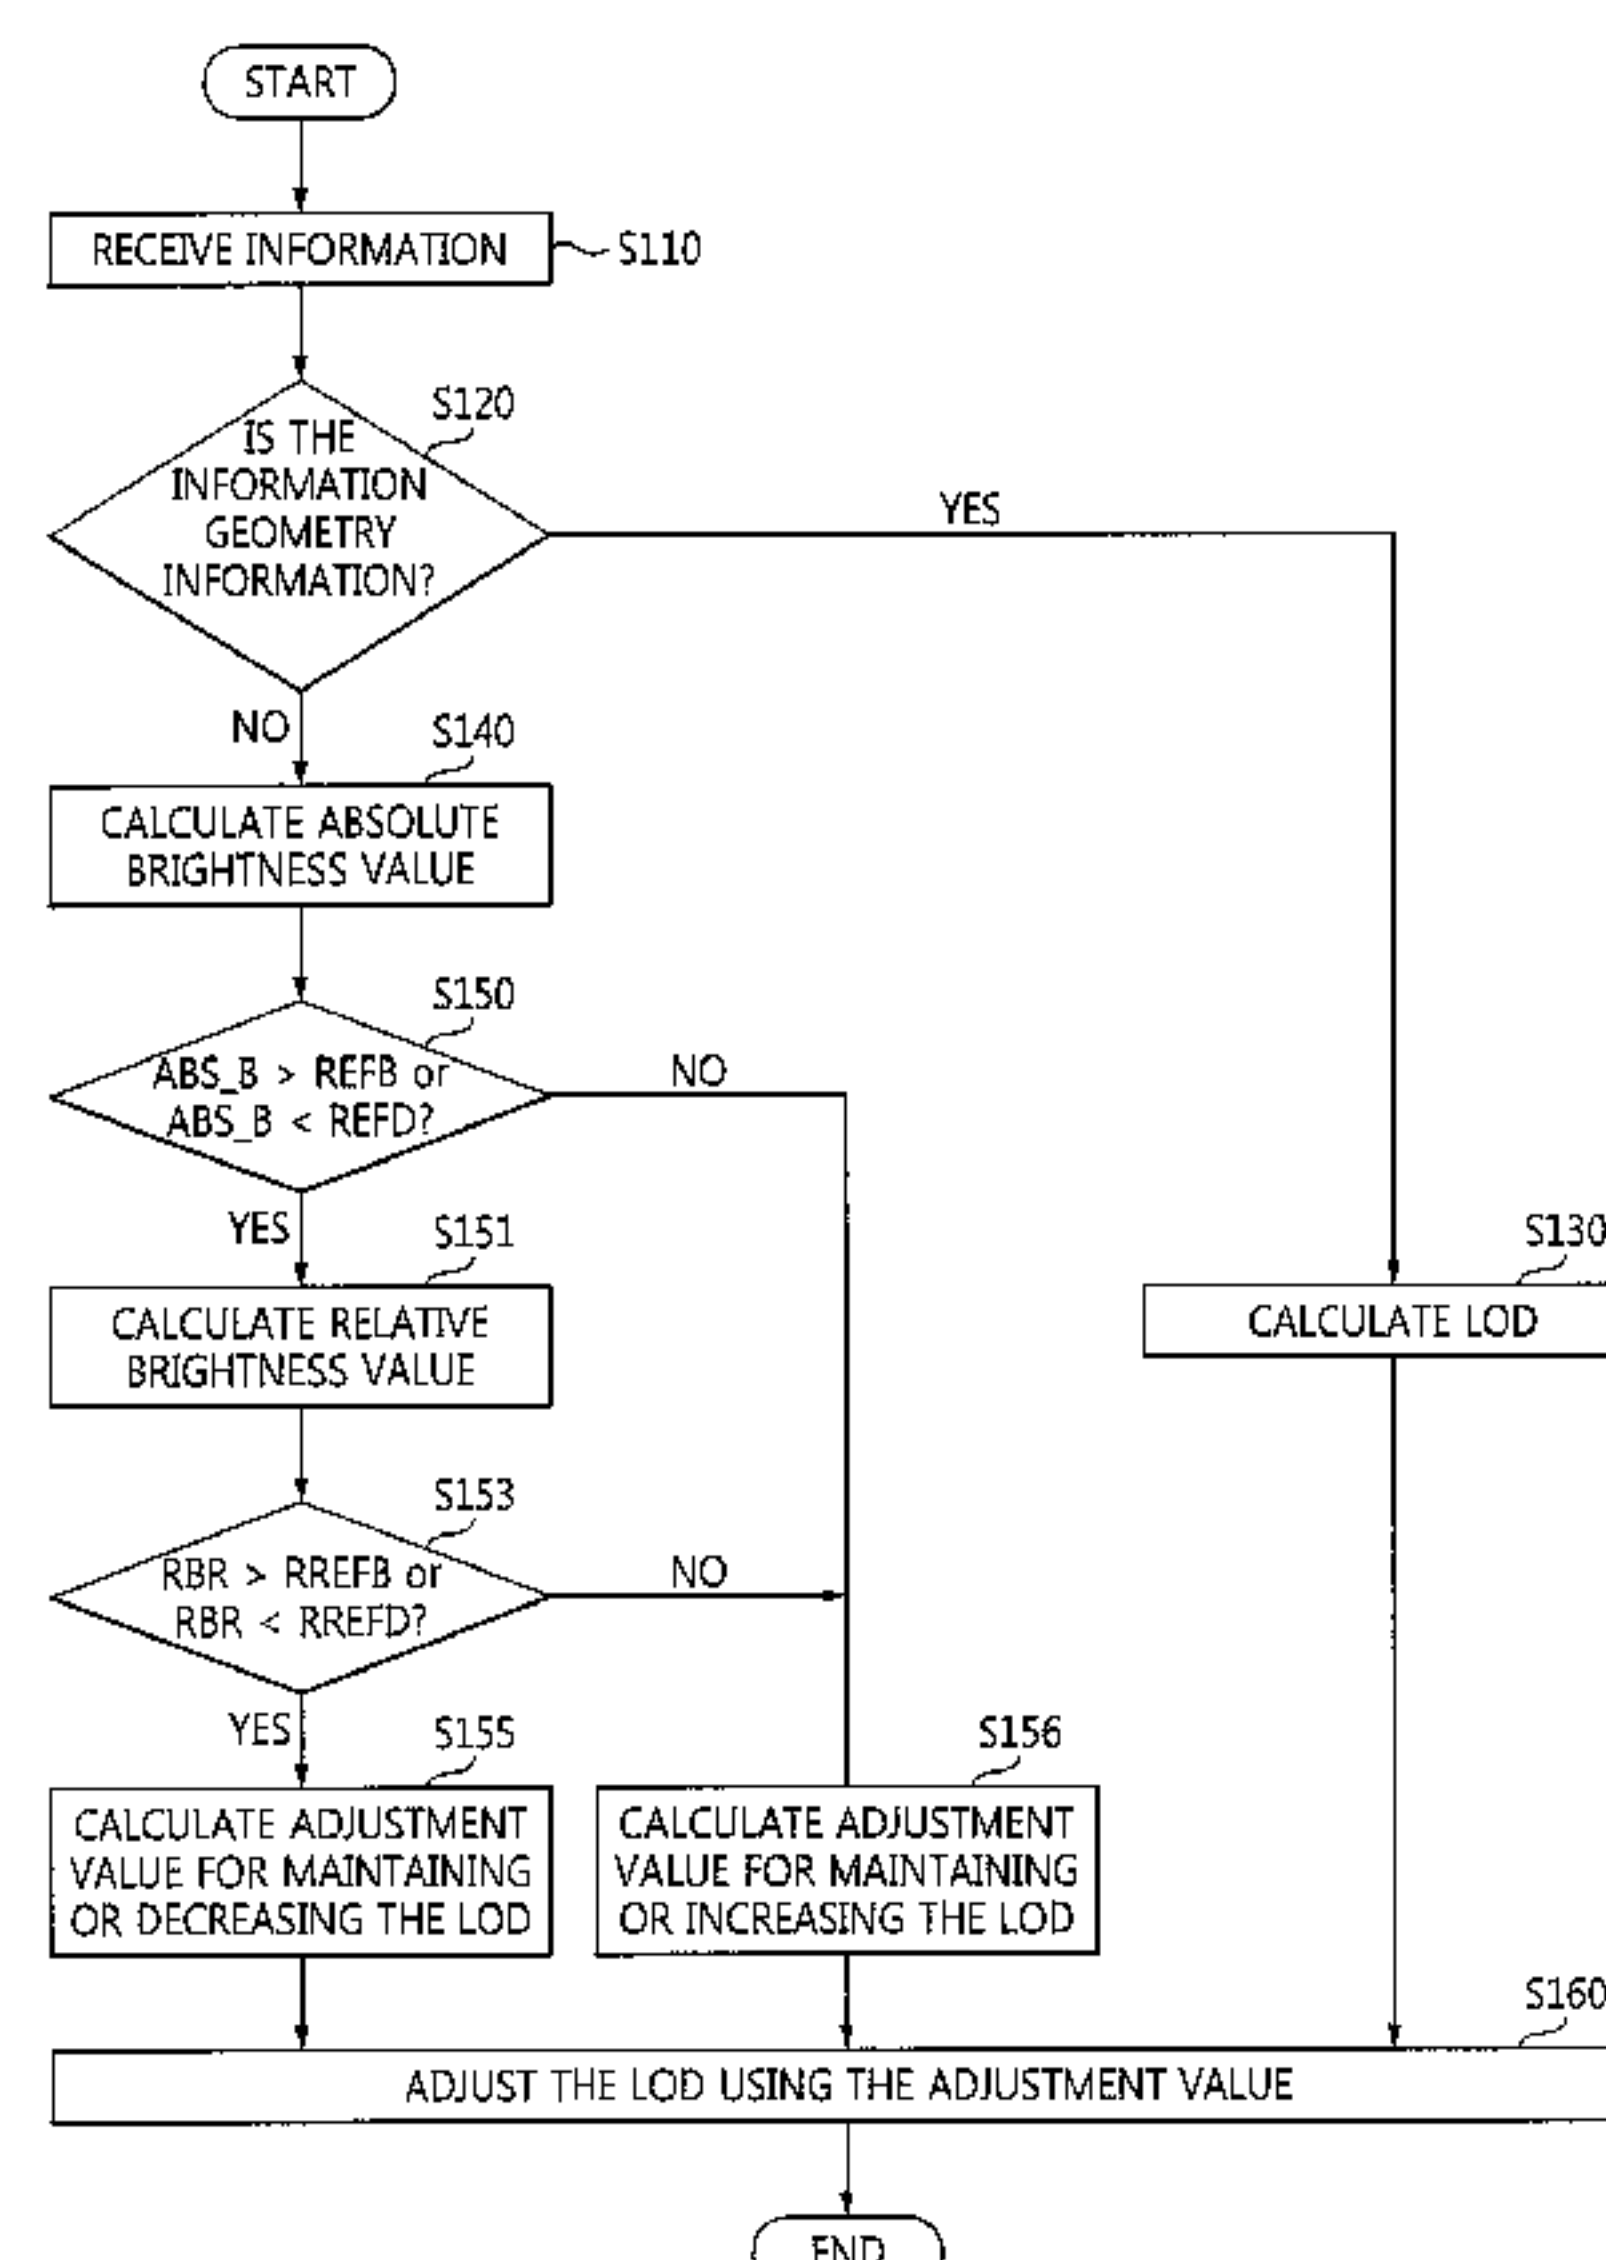 START
RECEIVE INFORMATION
S110
S120
IS THE
INFORMATION
GEOMETRY
INFORMATION?
YES
NO
S140
CALCULATE ABSOLUTE
BRIGHTNESS VALUE
S150
ABS_B > REFB or
ABS_B < REFD?
NO
YES
S151
CALCULATE RELATIVE
BRIGHTNESS VALUE
S130
CALCULATE LOD
S153
RBR > RREFB or
RBR < RREFD?
NO
YES
S155
CALCULATE ADJUSTMENT
VALUE FOR MAINTAINING
OR DECREASING THE LOD
S156
CALCULATE ADJUSTMENT
VALUE FOR MAINTAINING
OR INCREASING THE LOD
S160
ADJUST THE LOD USING THE ADJUSTMENT VALUE
END